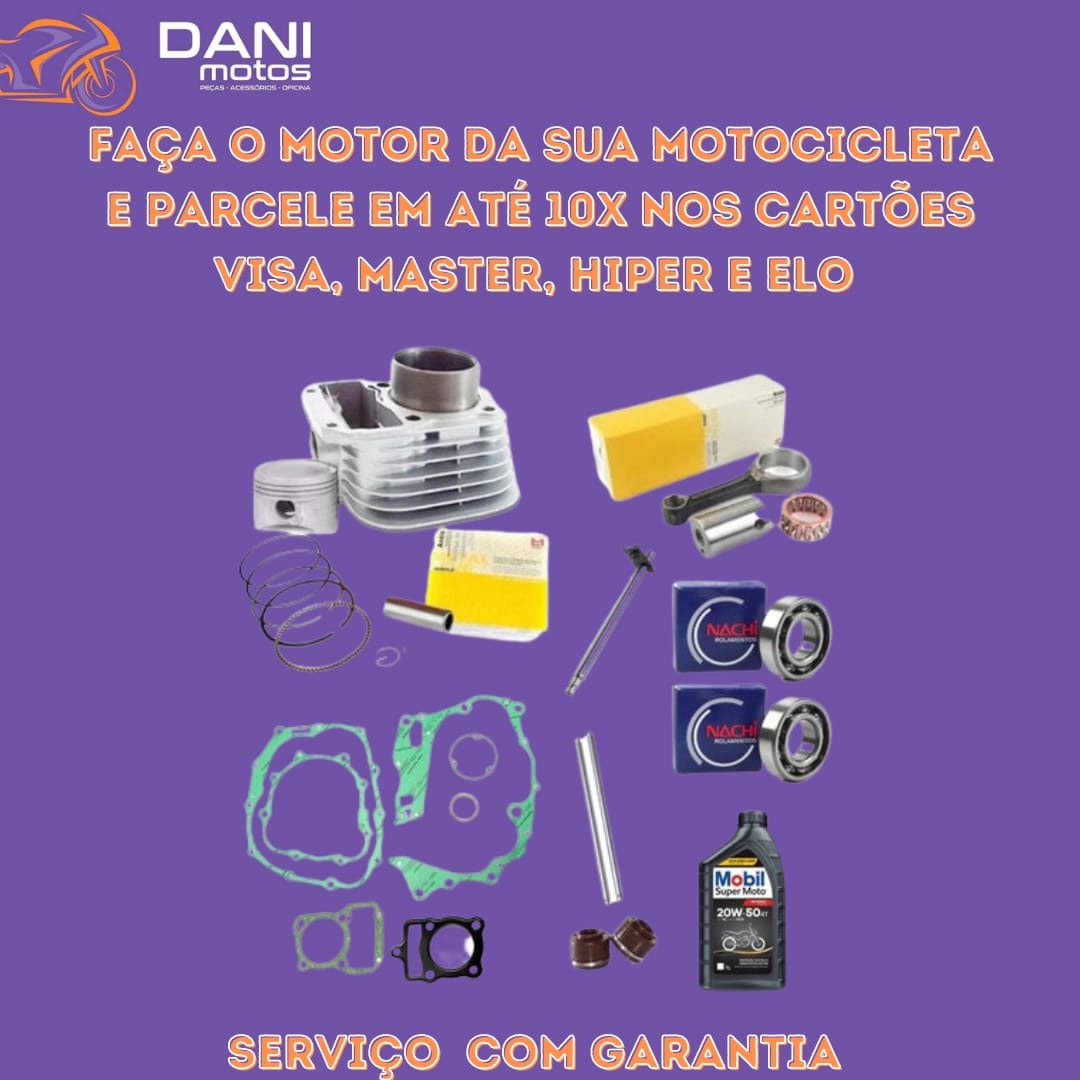 DANI
motos
PEÇAS - ACESSÓRIOS - OFICINA
FAÇA O MOTOR DA SUA MOTOCICLETA
E PARCELE EM ATÉ 10X NOS CARTÕES
VISA, MASTER, HIPER E ELO
NACHI
ROLAMENTOS
NACHI
ROLAMENTOS
Mobil
Super Moto
20W-50 4T
SERVIÇO COM GARANTIA